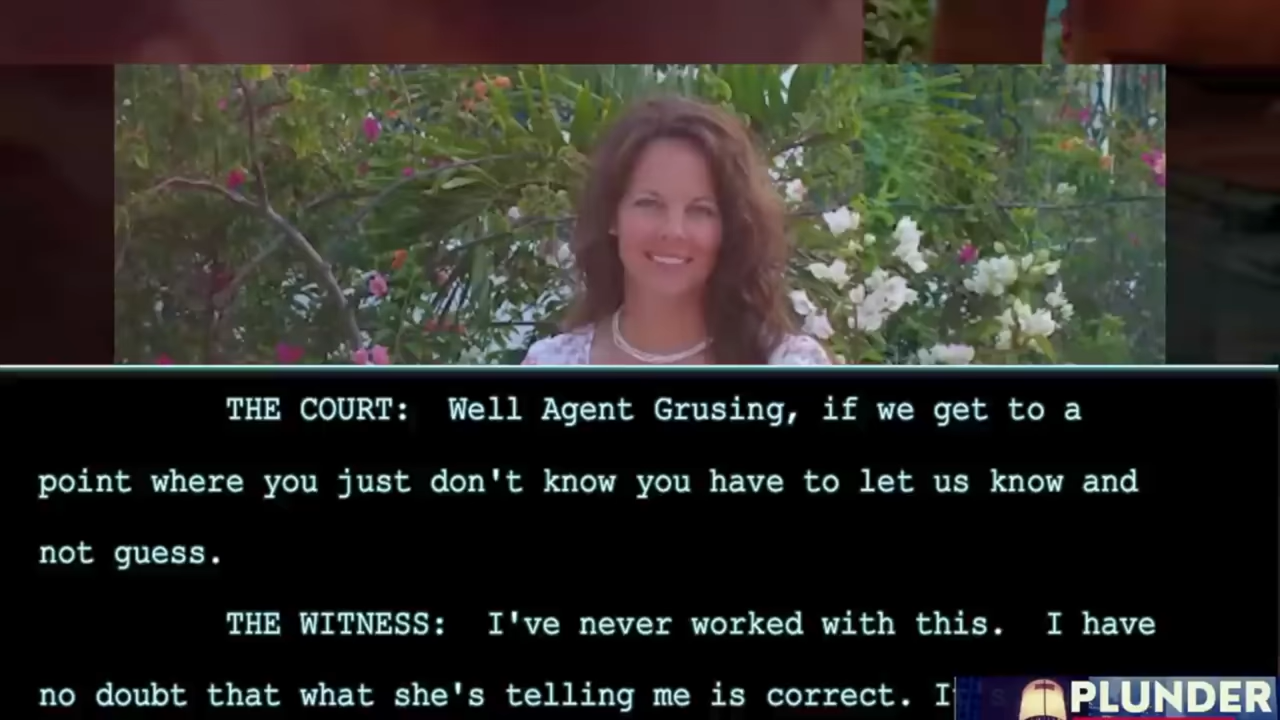 THE COURT: Well Agent Grusing, if we get to a
point where you just don't know you have to let us know and
not guess.
THE WITNESS: I've never worked with this. I have
no doubt that what she's telling me is correct.
PLUNDER